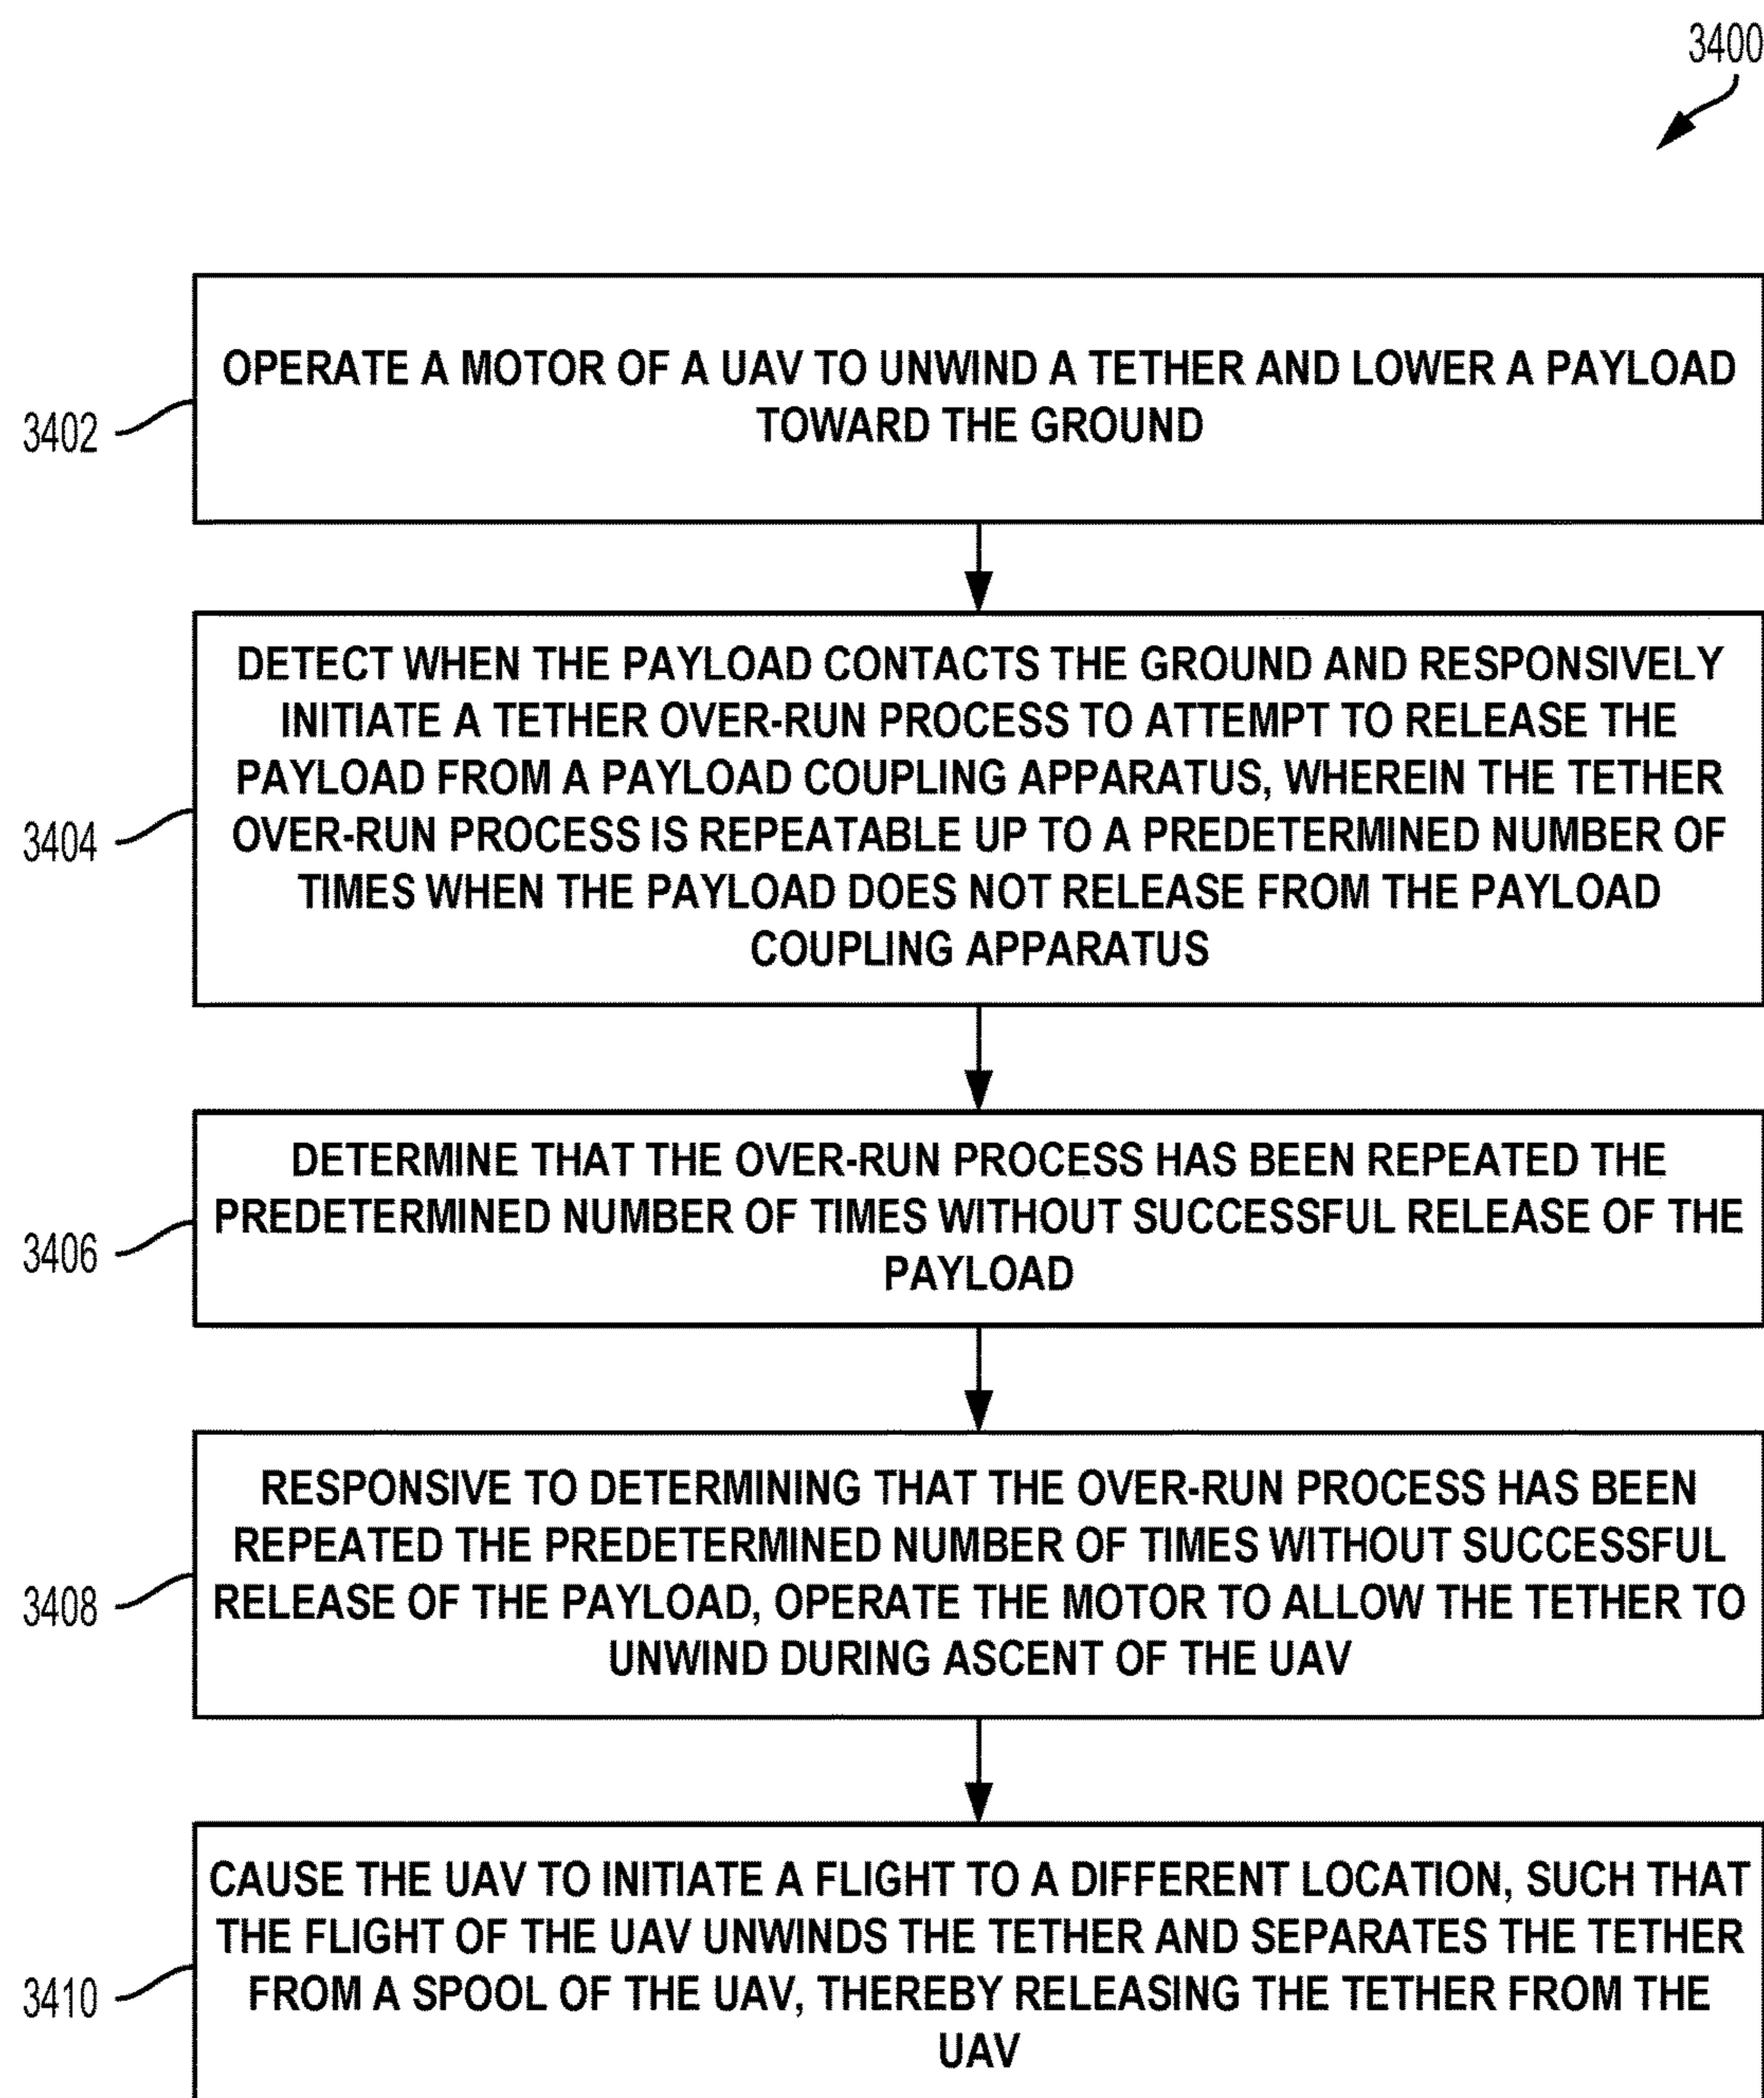 3400
OPERATE A MOTOR OF A UAV TO UNWIND A TETHER AND LOWER A PAYLOAD
TOWARD THE GROUND
3402
DETECT WHEN THE PAYLOAD CONTACTS THE GROUND AND RESPONSIVELY
INITIATE A TETHER OVER-RUN PROCESS TO ATTEMPT TO RELEASE THE
PAYLOAD FROM A PAYLOAD COUPLING APPARATUS, WHEREIN THE TETHER
OVER-RUN PROCESS IS REPEATABLE UP TO A PREDETERMINED NUMBER OF
TIMES WHEN THE PAYLOAD DOES NOT RELEASE FROM THE PAYLOAD
COUPLING APPARATUS
3404
DETERMINE THAT THE OVER-RUN PROCESS HAS BEEN REPEATED THE
PREDETERMINED NUMBER OF TIMES WITHOUT SUCCESSFUL RELEASE OF THE
PAYLOAD
3406
RESPONSIVE TO DETERMINING THAT THE OVER-RUN PROCESS HAS BEEN
REPEATED THE PREDETERMINED NUMBER OF TIMES WITHOUT SUCCESSFUL
RELEASE OF THE PAYLOAD, OPERATE THE MOTOR TO ALLOW THE TETHER TO
UNWIND DURING ASCENT OF THE UAV
3408
CAUSE THE UAV TO INITIATE A FLIGHT TO A DIFFERENT LOCATION, SUCH THAT
THE FLIGHT OF THE UAV UNWINDS THE TETHER AND SEPARATES THE TETHER
FROM A SPOOL OF THE UAV, THEREBY RELEASING THE TETHER FROM THE
UAV
3410